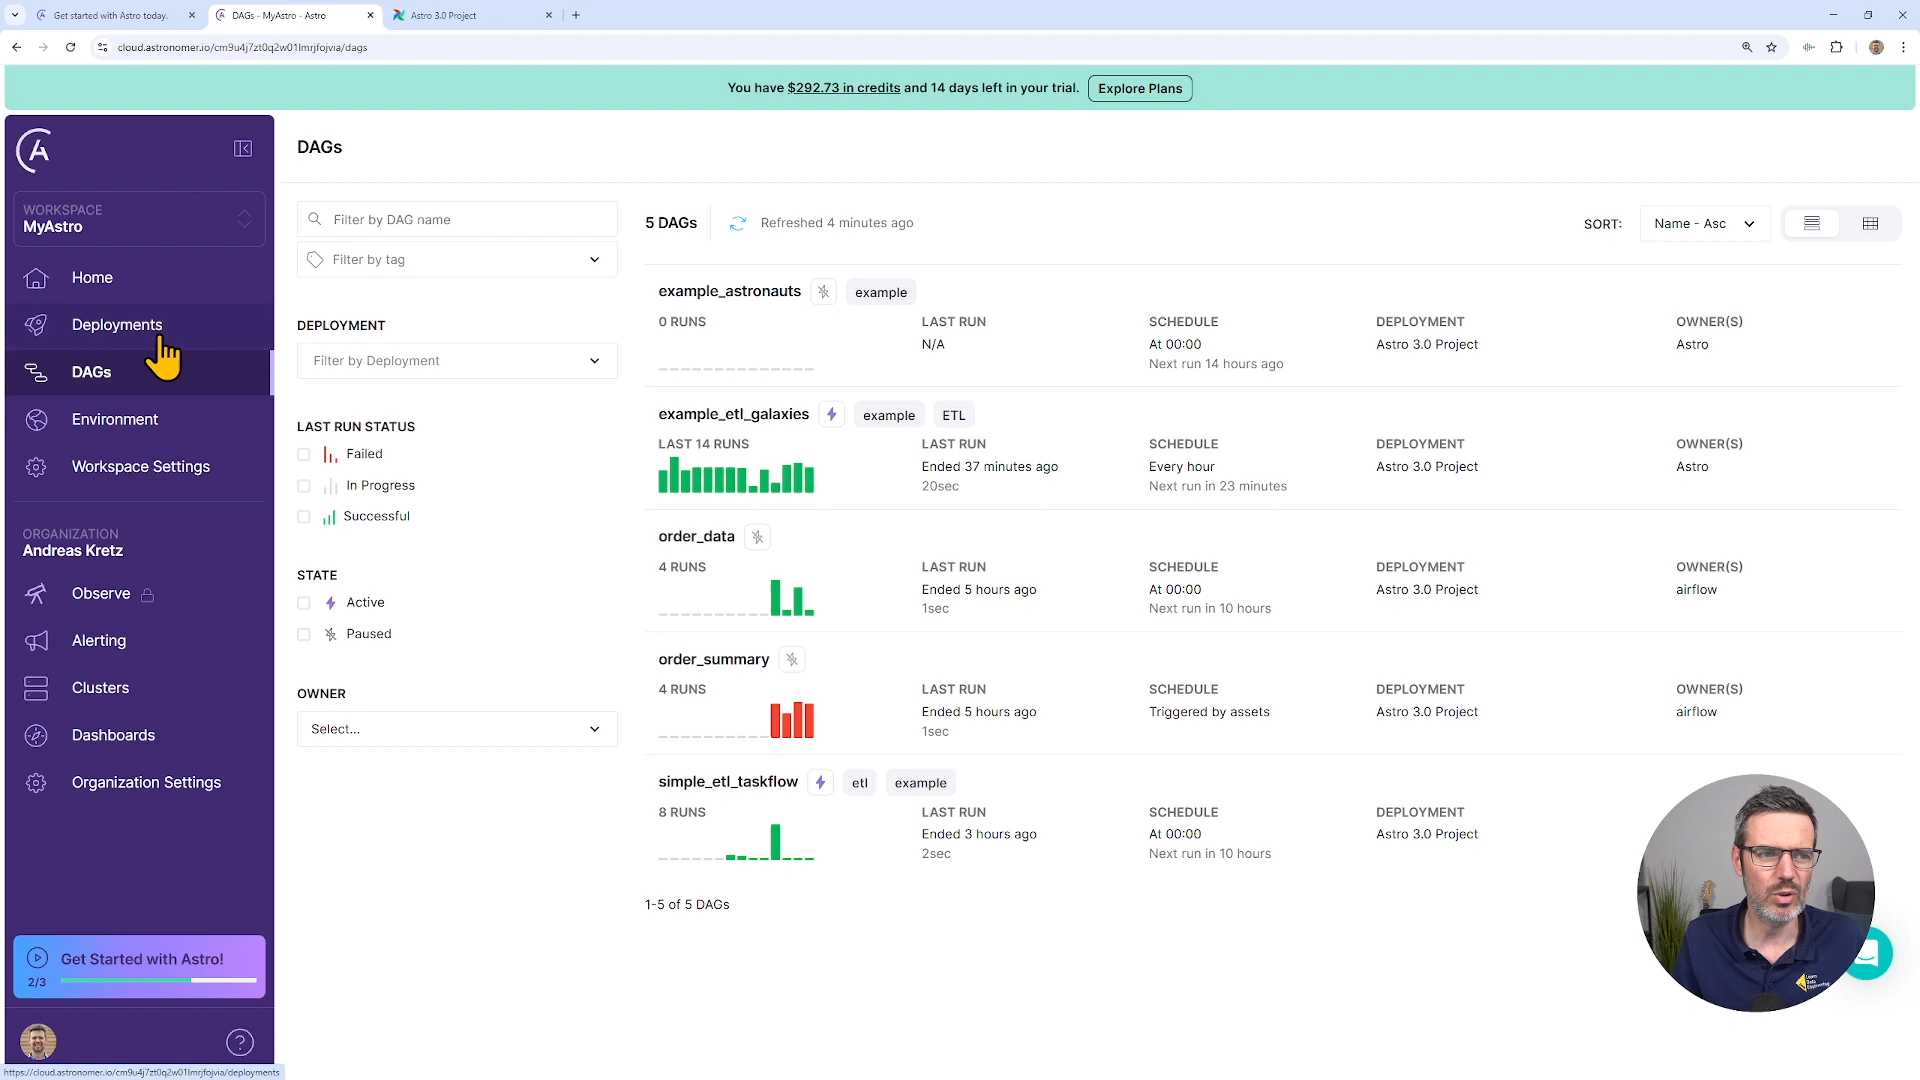 Get started with Astro today.
DAGs - MyAstro - Astro
Astro 3.0 Project
cloud.astronomer.io/cm9u4j7zt0q2w01lmrjfojvia/dags
You have $292.73 in credits and 14 days left in your trial.
Explore Plans
WORKSPACE
MyAstro
Home
Deployments
DAGs
Environment
Workspace Settings
ORGANIZATION
Andreas Kretz
Observe
Alerting
Clusters
Dashboards
Organization Settings
Get Started with Astro!
2/3
https://cloud.astronomer.io/cm9u4j7zt0q2w01lmrjfojvia/deployments
DAGs
Filter by DAG name
Filter by tag
DEPLOYMENT
Filter by Deployment
LAST RUN STATUS
Failed
In Progress
Successful
STATE
Active
Paused
OWNER
Select...
5 DAGs
Refreshed 4 minutes ago
SORT:
Name - Asc
example_astronauts
example
0 RUNS
LAST RUN
N/A
SCHEDULE
At 00:00
Next run 14 hours ago
DEPLOYMENT
Astro 3.0 Project
OWNER(S)
Astro
example_etl_galaxies
example
ETL
LAST 14 RUNS
LAST RUN
Ended 37 minutes ago
20sec
SCHEDULE
Every hour
Next run in 23 minutes
DEPLOYMENT
Astro 3.0 Project
OWNER(S)
Astro
order_data
4 RUNS
LAST RUN
Ended 5 hours ago
1sec
SCHEDULE
At 00:00
Next run in 10 hours
DEPLOYMENT
Astro 3.0 Project
OWNER(S)
airflow
order_summary
4 RUNS
LAST RUN
Ended 5 hours ago
1sec
SCHEDULE
Triggered by assets
DEPLOYMENT
Astro 3.0 Project
OWNER(S)
airflow
simple_etl_taskflow
etl
example
8 RUNS
LAST RUN
Ended 3 hours ago
2sec
SCHEDULE
At 00:00
Next run in 10 hours
DEPLOYMENT
Astro 3.0 Project
1-5 of 5 DAGs
Learn
Data
Engineering